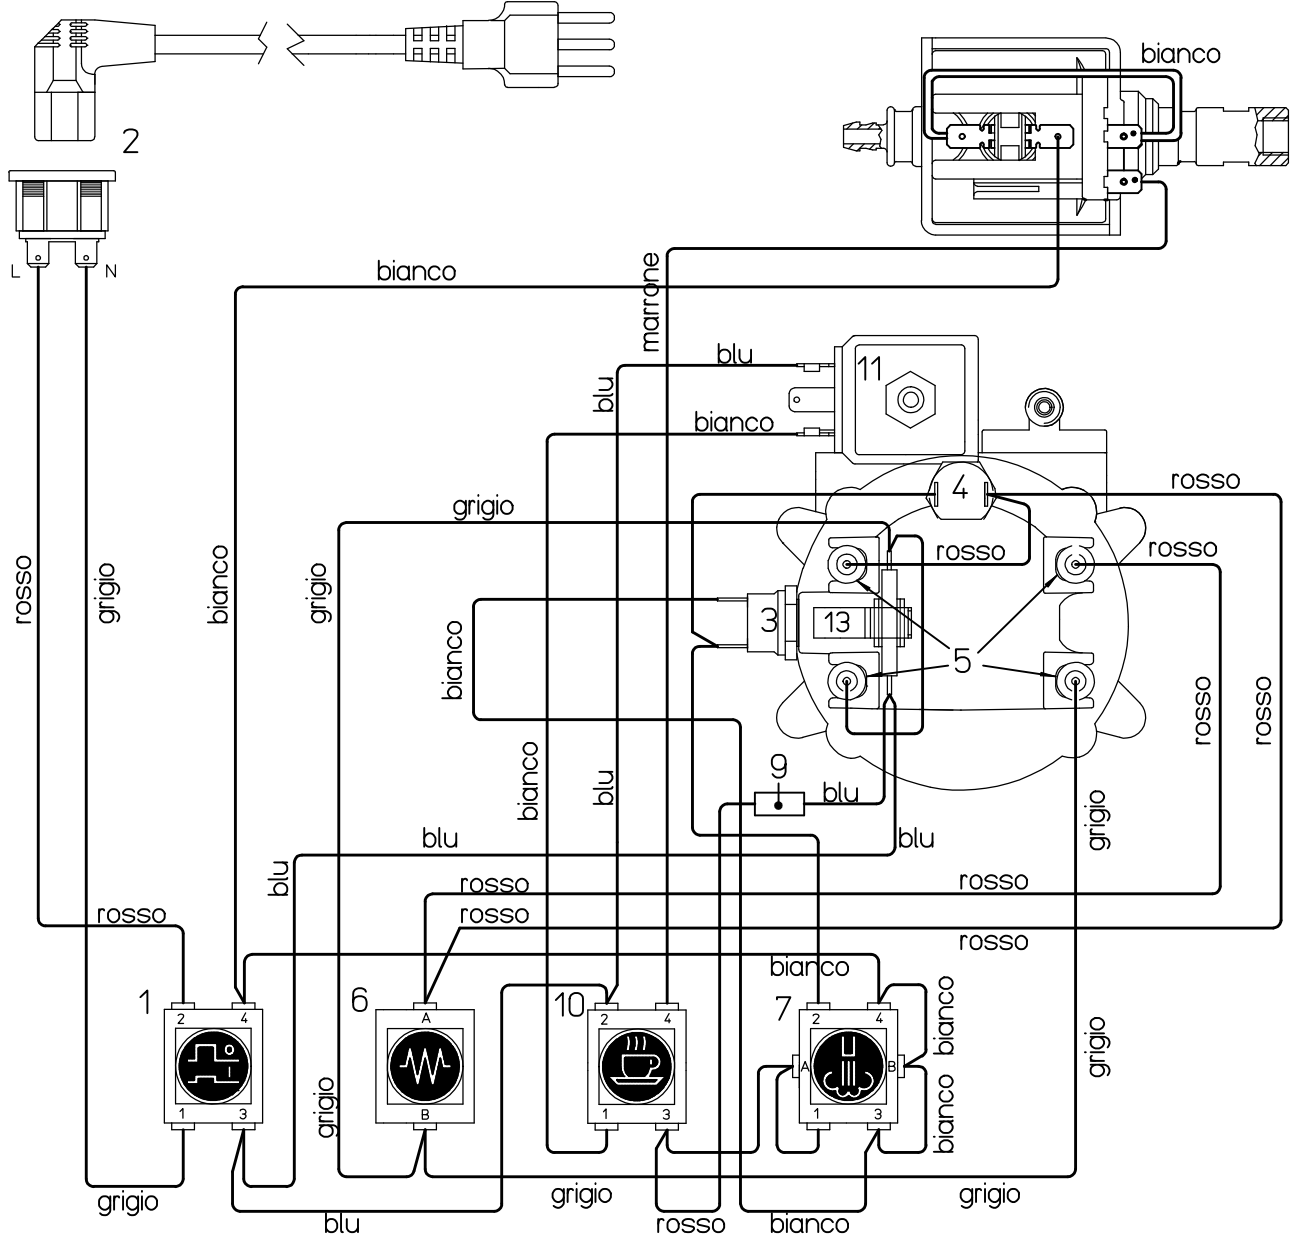 bianco
2
L
N
bianco
marrone
blu
11
blu
bianco
4
rosso
grigio
rosso
rosso
rosso
grigio
bianco
grigio
3
13
5
bianco
rosso
rosso
bianco
blu
9
blu
grigio
blu
blu
blu
rosso
rosso
rosso
rosso
rosso
bianco
1
6
10
7
bianco
2
4
A
2
4
2
4
grigio
O
I
A
B
grigio
1
3
B
1
3
1
3
bianco
grigio
grigio
grigio
blu
rosso
bianco